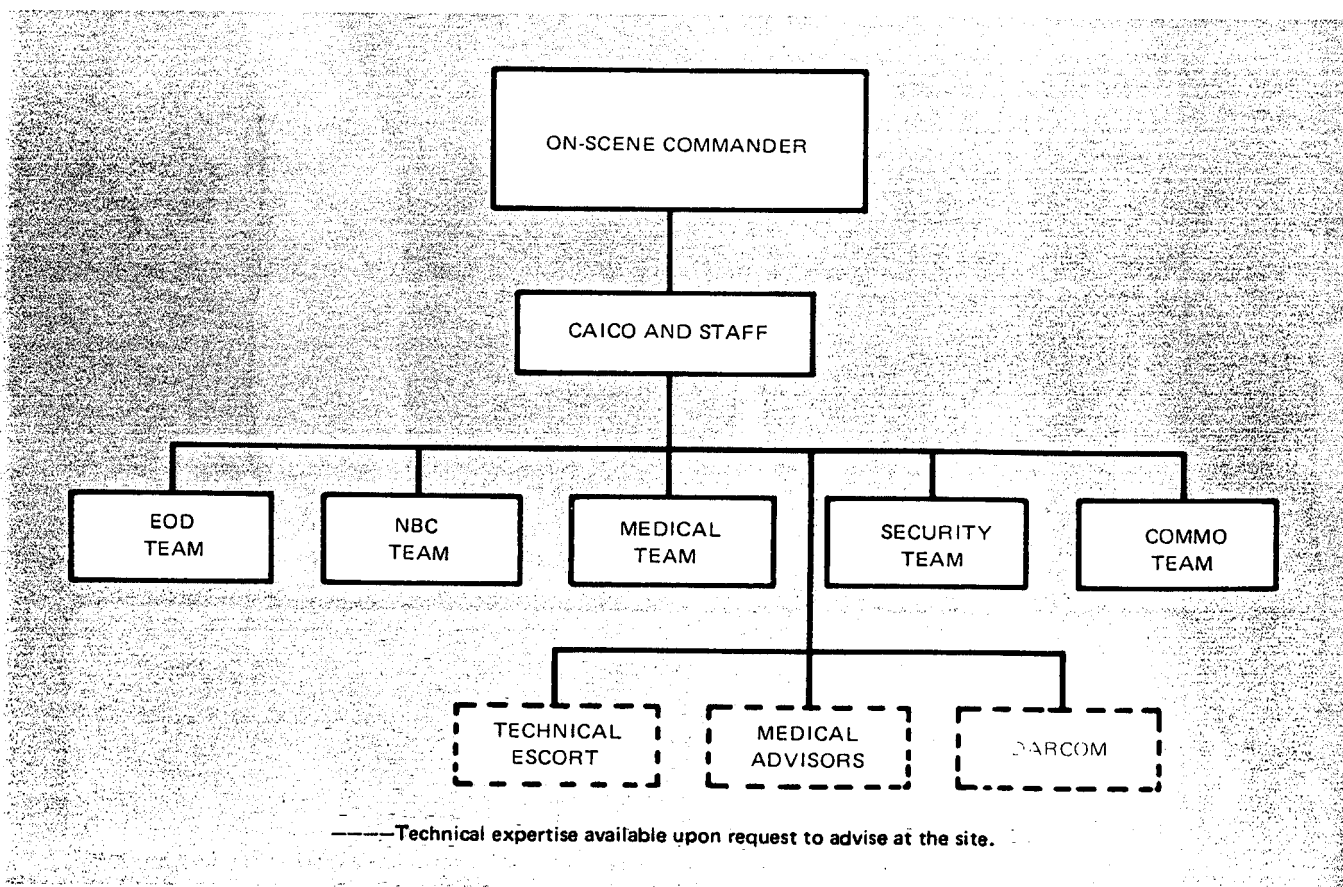 ON-SCENE COMMANDER
CAICO AND STAFF
EOD
TEAM
NBC
TEAM
MEDICAL
TEAM
SECURITY
TEAM
COMMO
TEAM
TECHNICAL
ESCORT
MEDICAL
ADVISORS
DARCOM
----Technical expertise available upon request to advise at the site.